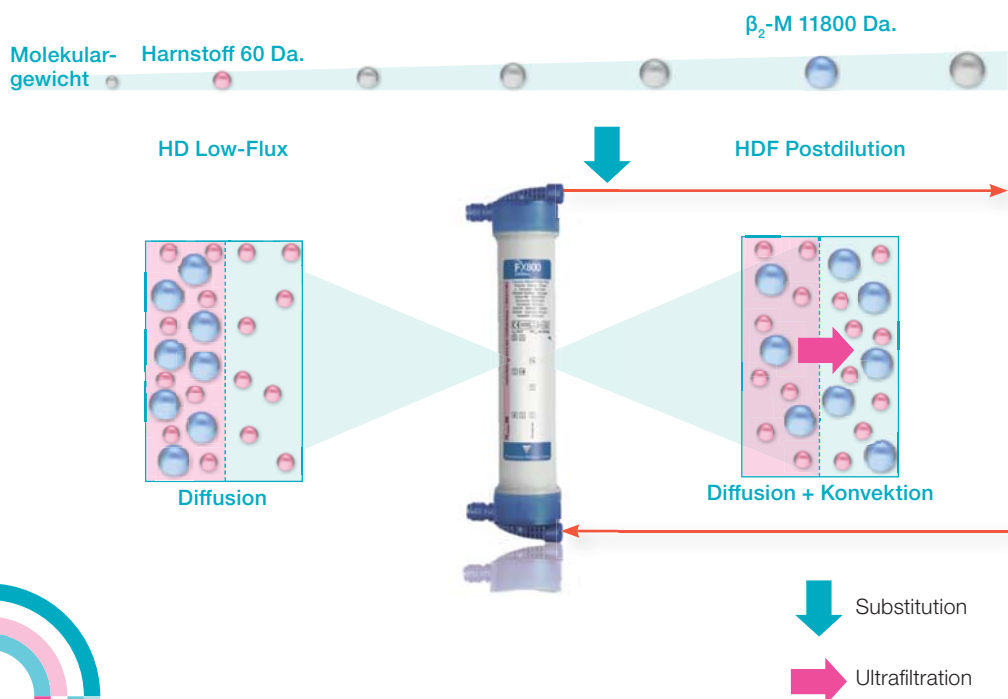 Molekular-
gewicht
Harnstoff 60 Da.
β₂-M 11800 Da.
HD Low-Flux
HDF Postdilution
FX800
Diffusion
Diffusion + Konvektion
Substitution
Ultrafiltration